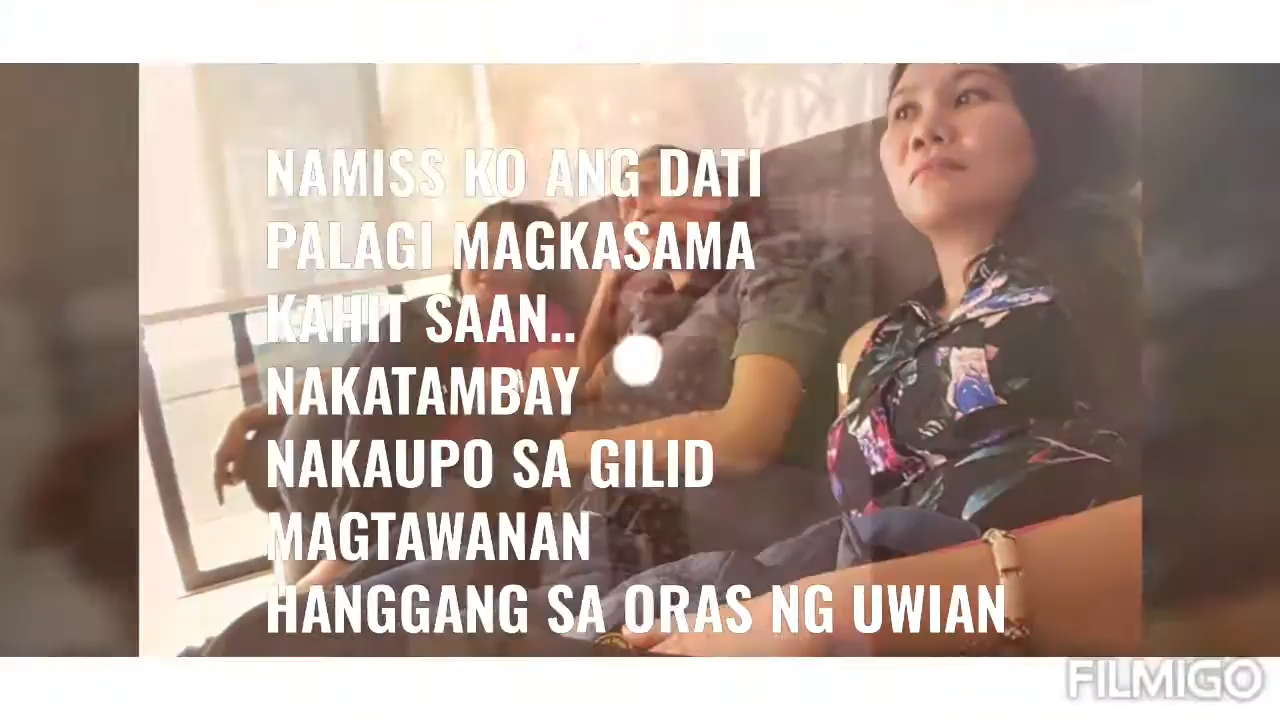 NAMISS KO ANG DATI
PALAGI MAGKASAMA
KAHIT SAAN..
NAKATAMBAY
NAKAUPO SA GILID
MAGTAWANAN
HANGGANG SA ORAS NG UWIAN
FILMIGO